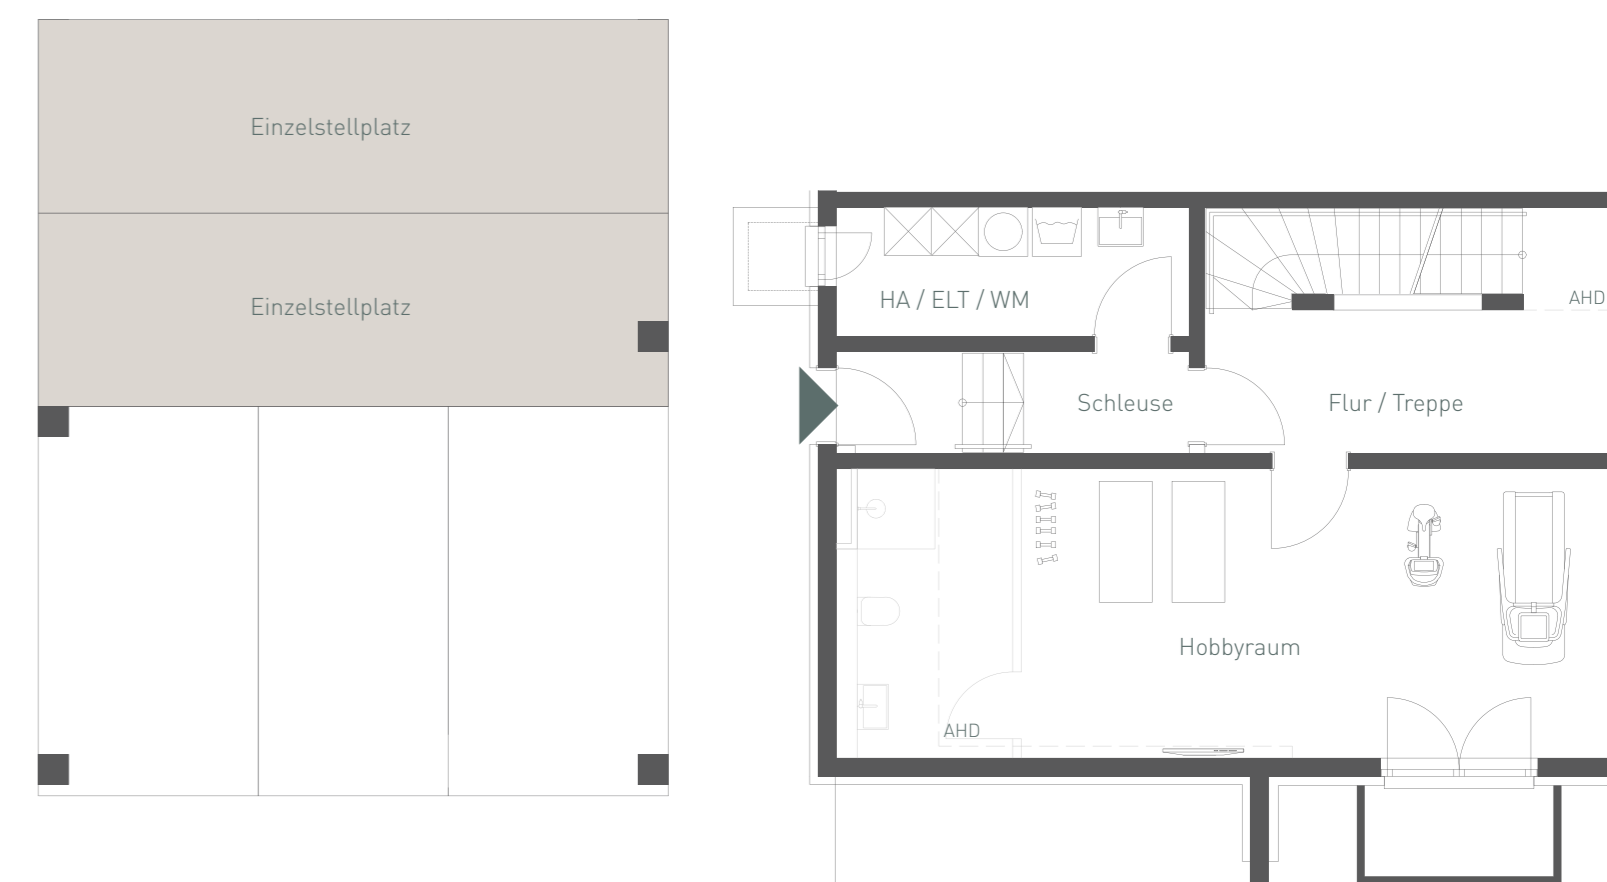 Einzelstellplatz
Einzelstellplatz
HA / ELT / WM
AHD
Schleuse
Flur / Treppe
Hobbyraum
AHD